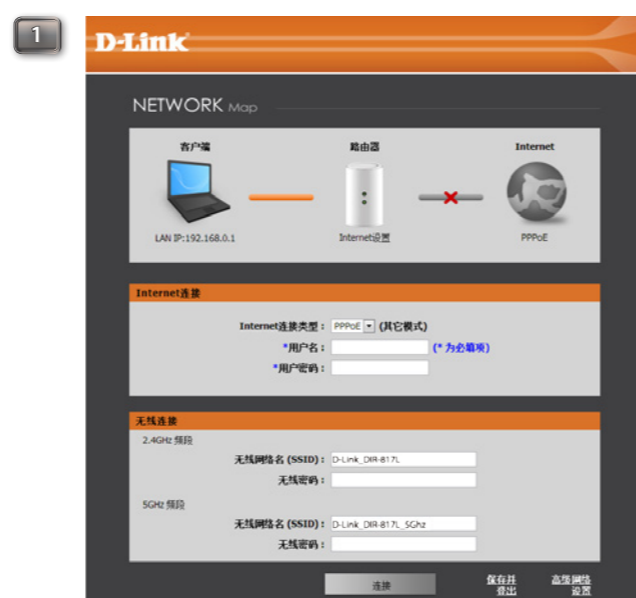 1
D-Link
NETWORK Map
客户端 路由器 Internet
LAN IP:192.168.0.1 Internet设置 PPPoE
Internet连接
Internet连接类型： PPPoE (其它模式)
*用户名： (* 为必填项)
*用户密码：
无线连接
2.4GHz 频段
无线网络名 (SSID)： D-Link_DIR-817L
无线密码：
5GHz 频段
无线网络名 (SSID)： D-Link_DIR-817L_5Ghz
无线密码：
连接 保存并 高级网络
登出 设置